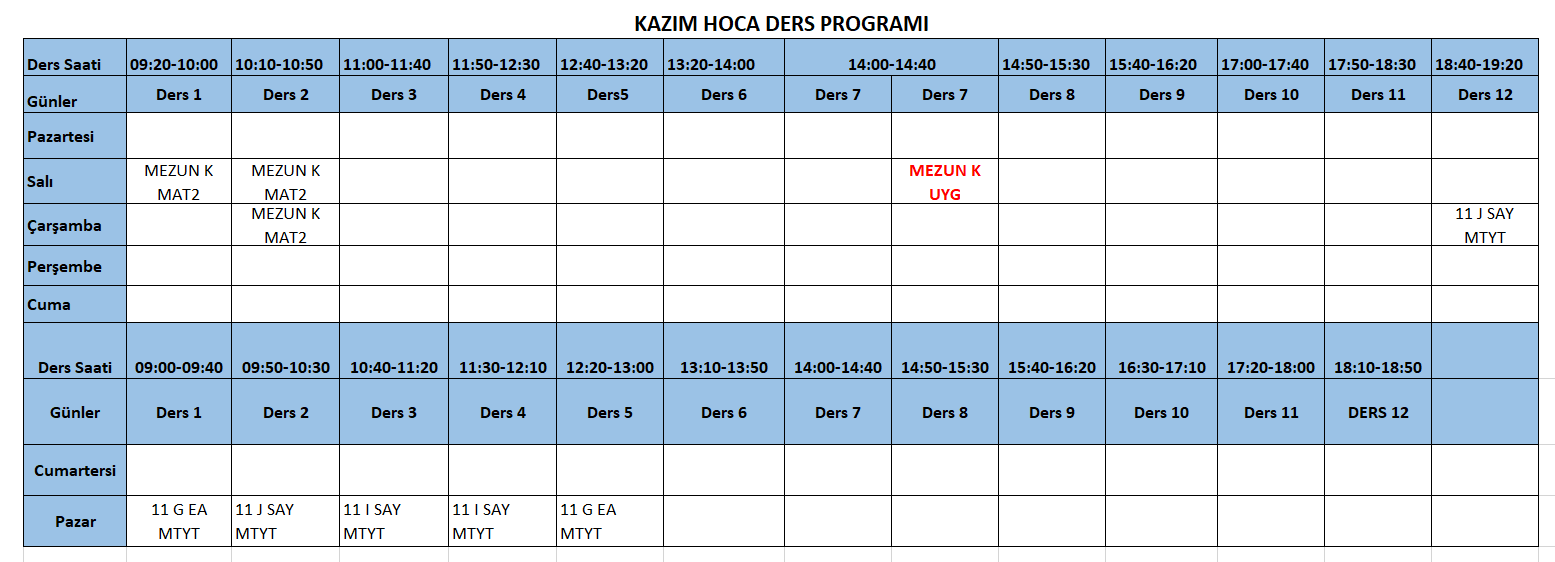 KAZIM HOCA DERS PROGRAMI
Ders Saati 09:20-10:00 10:10-10:50 11:00-11:40 11:50-12:30 12:40-13:20 13:20-14:00 14:00-14:40 14:50-15:30 15:40-16:20 17:00-17:40 17:50-18:30 18:40-19:20
Günler Ders 1 Ders 2 Ders 3 Ders 4 Ders5 Ders 6 Ders 7 Ders 7 Ders 8 Ders 9 Ders 10 Ders 11 Ders 12
Pazartesi
Salı MEZUN K MAT2 MEZUN K MAT2 MEZUN K UYG
Çarşamba MEZUN K MAT2 11 J SAY MTYT
Perşembe
Cuma
Ders Saati 09:00-09:40 09:50-10:30 10:40-11:20 11:30-12:10 12:20-13:00 13:10-13:50 14:00-14:40 14:50-15:30 15:40-16:20 16:30-17:10 17:20-18:00 18:10-18:50
Günler Ders 1 Ders 2 Ders 3 Ders 4 Ders 5 Ders 6 Ders 7 Ders 8 Ders 9 Ders 10 Ders 11 DERS 12
Cumartersi
Pazar 11 G EA MTYT 11 J SAY MTYT 11 I SAY MTYT 11 I SAY MTYT 11 G EA MTYT